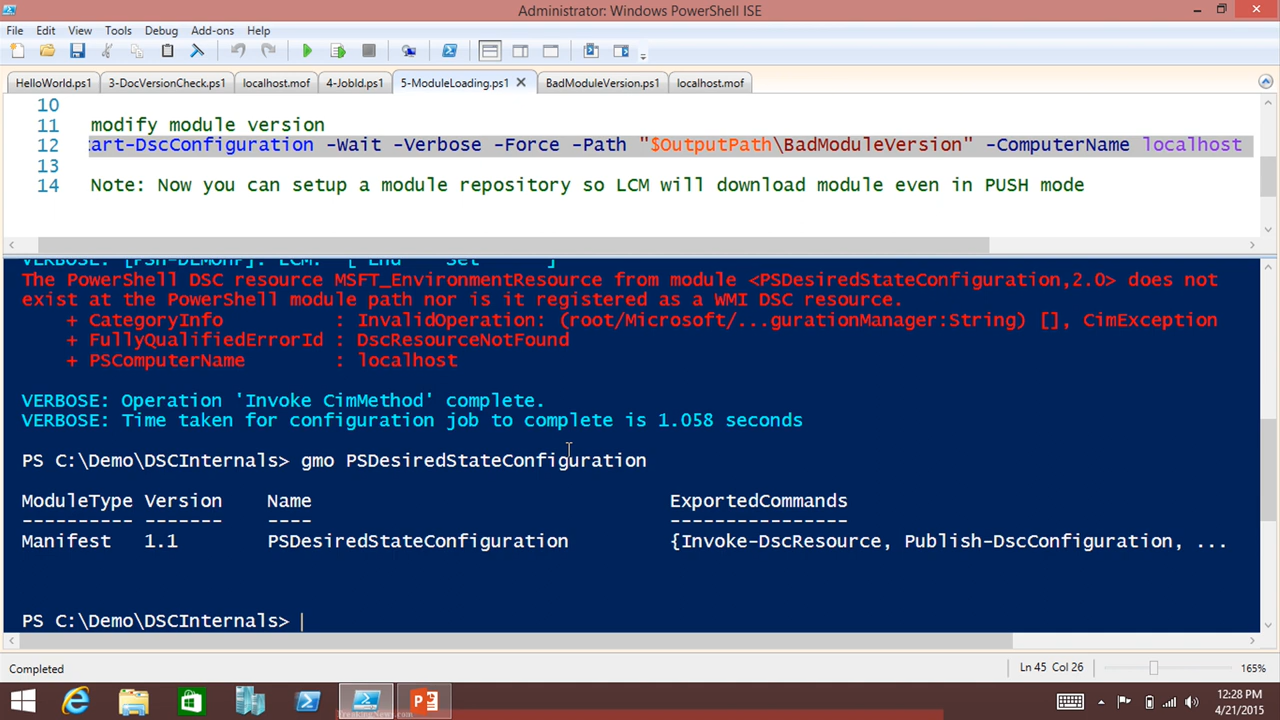 Administrator: Windows PowerShell ISE
File Edit View Tools Debug Add-ons Help
HelloWorld.ps1 3-DocVersionCheck.ps1 localhost.mof 4-JobId.ps1 5-ModuleLoading.ps1 BadModuleVersion.ps1 localhost.mof
10
11 modify module version
12 art-DscConfiguration -Wait -Verbose -Force -Path "$OutputPath\BadModuleVersion" -ComputerName localhost
13
14 Note: Now you can setup a module repository so LCM will download module even in PUSH mode
The PowerShell DSC resource MSFT_EnvironmentResource from module <PSDesiredStateConfiguration,2.0> does not
exist at the PowerShell module path nor is it registered as a WMI DSC resource.
+ CategoryInfo : InvalidOperation: (root/Microsoft/...gurationManager:String) [], CimException
+ FullyQualifiedErrorId : DscResourceNotFound
+ PSComputerName : localhost
VERBOSE: Operation 'Invoke CimMethod' complete.
VERBOSE: Time taken for configuration job to complete is 1.058 seconds
PS C:\Demo\DSCInternals> gmo PSDesiredStateConfiguration
ModuleType Version Name ExportedCommands
---------- ------- ---- ----------------
Manifest 1.1 PSDesiredStateConfiguration {Invoke-DscResource, Publish-DscConfiguration, ...
PS C:\Demo\DSCInternals>
Completed Ln 45 Col 26 165%
12:28 PM
4/21/2015